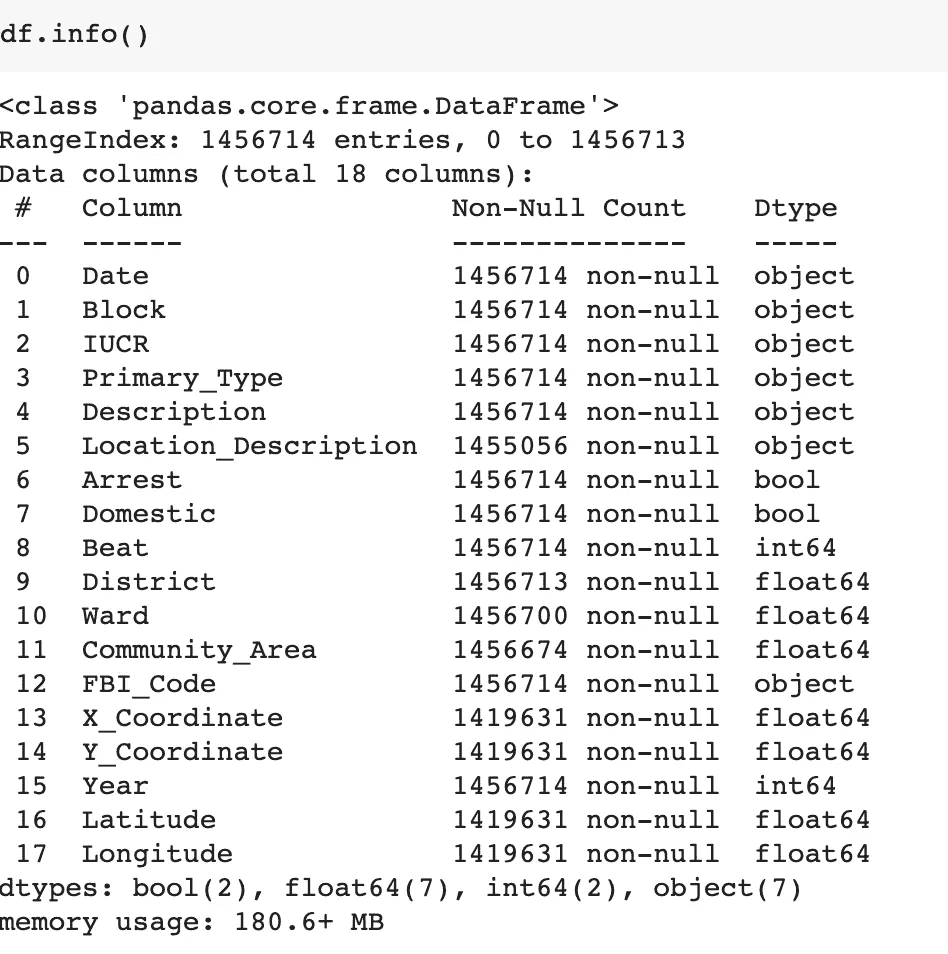 df.info()
<class 'pandas.core.frame.DataFrame'>
RangeIndex: 1456714 entries, 0 to 1456713
Data columns (total 18 columns):
 #   Column                Non-Null Count    Dtype
---  ------                --------------    -----
 0   Date                  1456714 non-null  object
 1   Block                 1456714 non-null  object
 2   IUCR                  1456714 non-null  object
 3   Primary_Type          1456714 non-null  object
 4   Description           1456714 non-null  object
 5   Location_Description  1455056 non-null  object
 6   Arrest                1456714 non-null  bool
 7   Domestic              1456714 non-null  bool
 8   Beat                  1456714 non-null  int64
 9   District              1456713 non-null  float64
 10  Ward                  1456700 non-null  float64
 11  Community_Area        1456674 non-null  float64
 12  FBI_Code              1456714 non-null  object
 13  X_Coordinate          1419631 non-null  float64
 14  Y_Coordinate          1419631 non-null  float64
 15  Year                  1456714 non-null  int64
 16  Latitude              1419631 non-null  float64
 17  Longitude             1419631 non-null  float64
dtypes: bool(2), float64(7), int64(2), object(7)
memory usage: 180.6+ MB